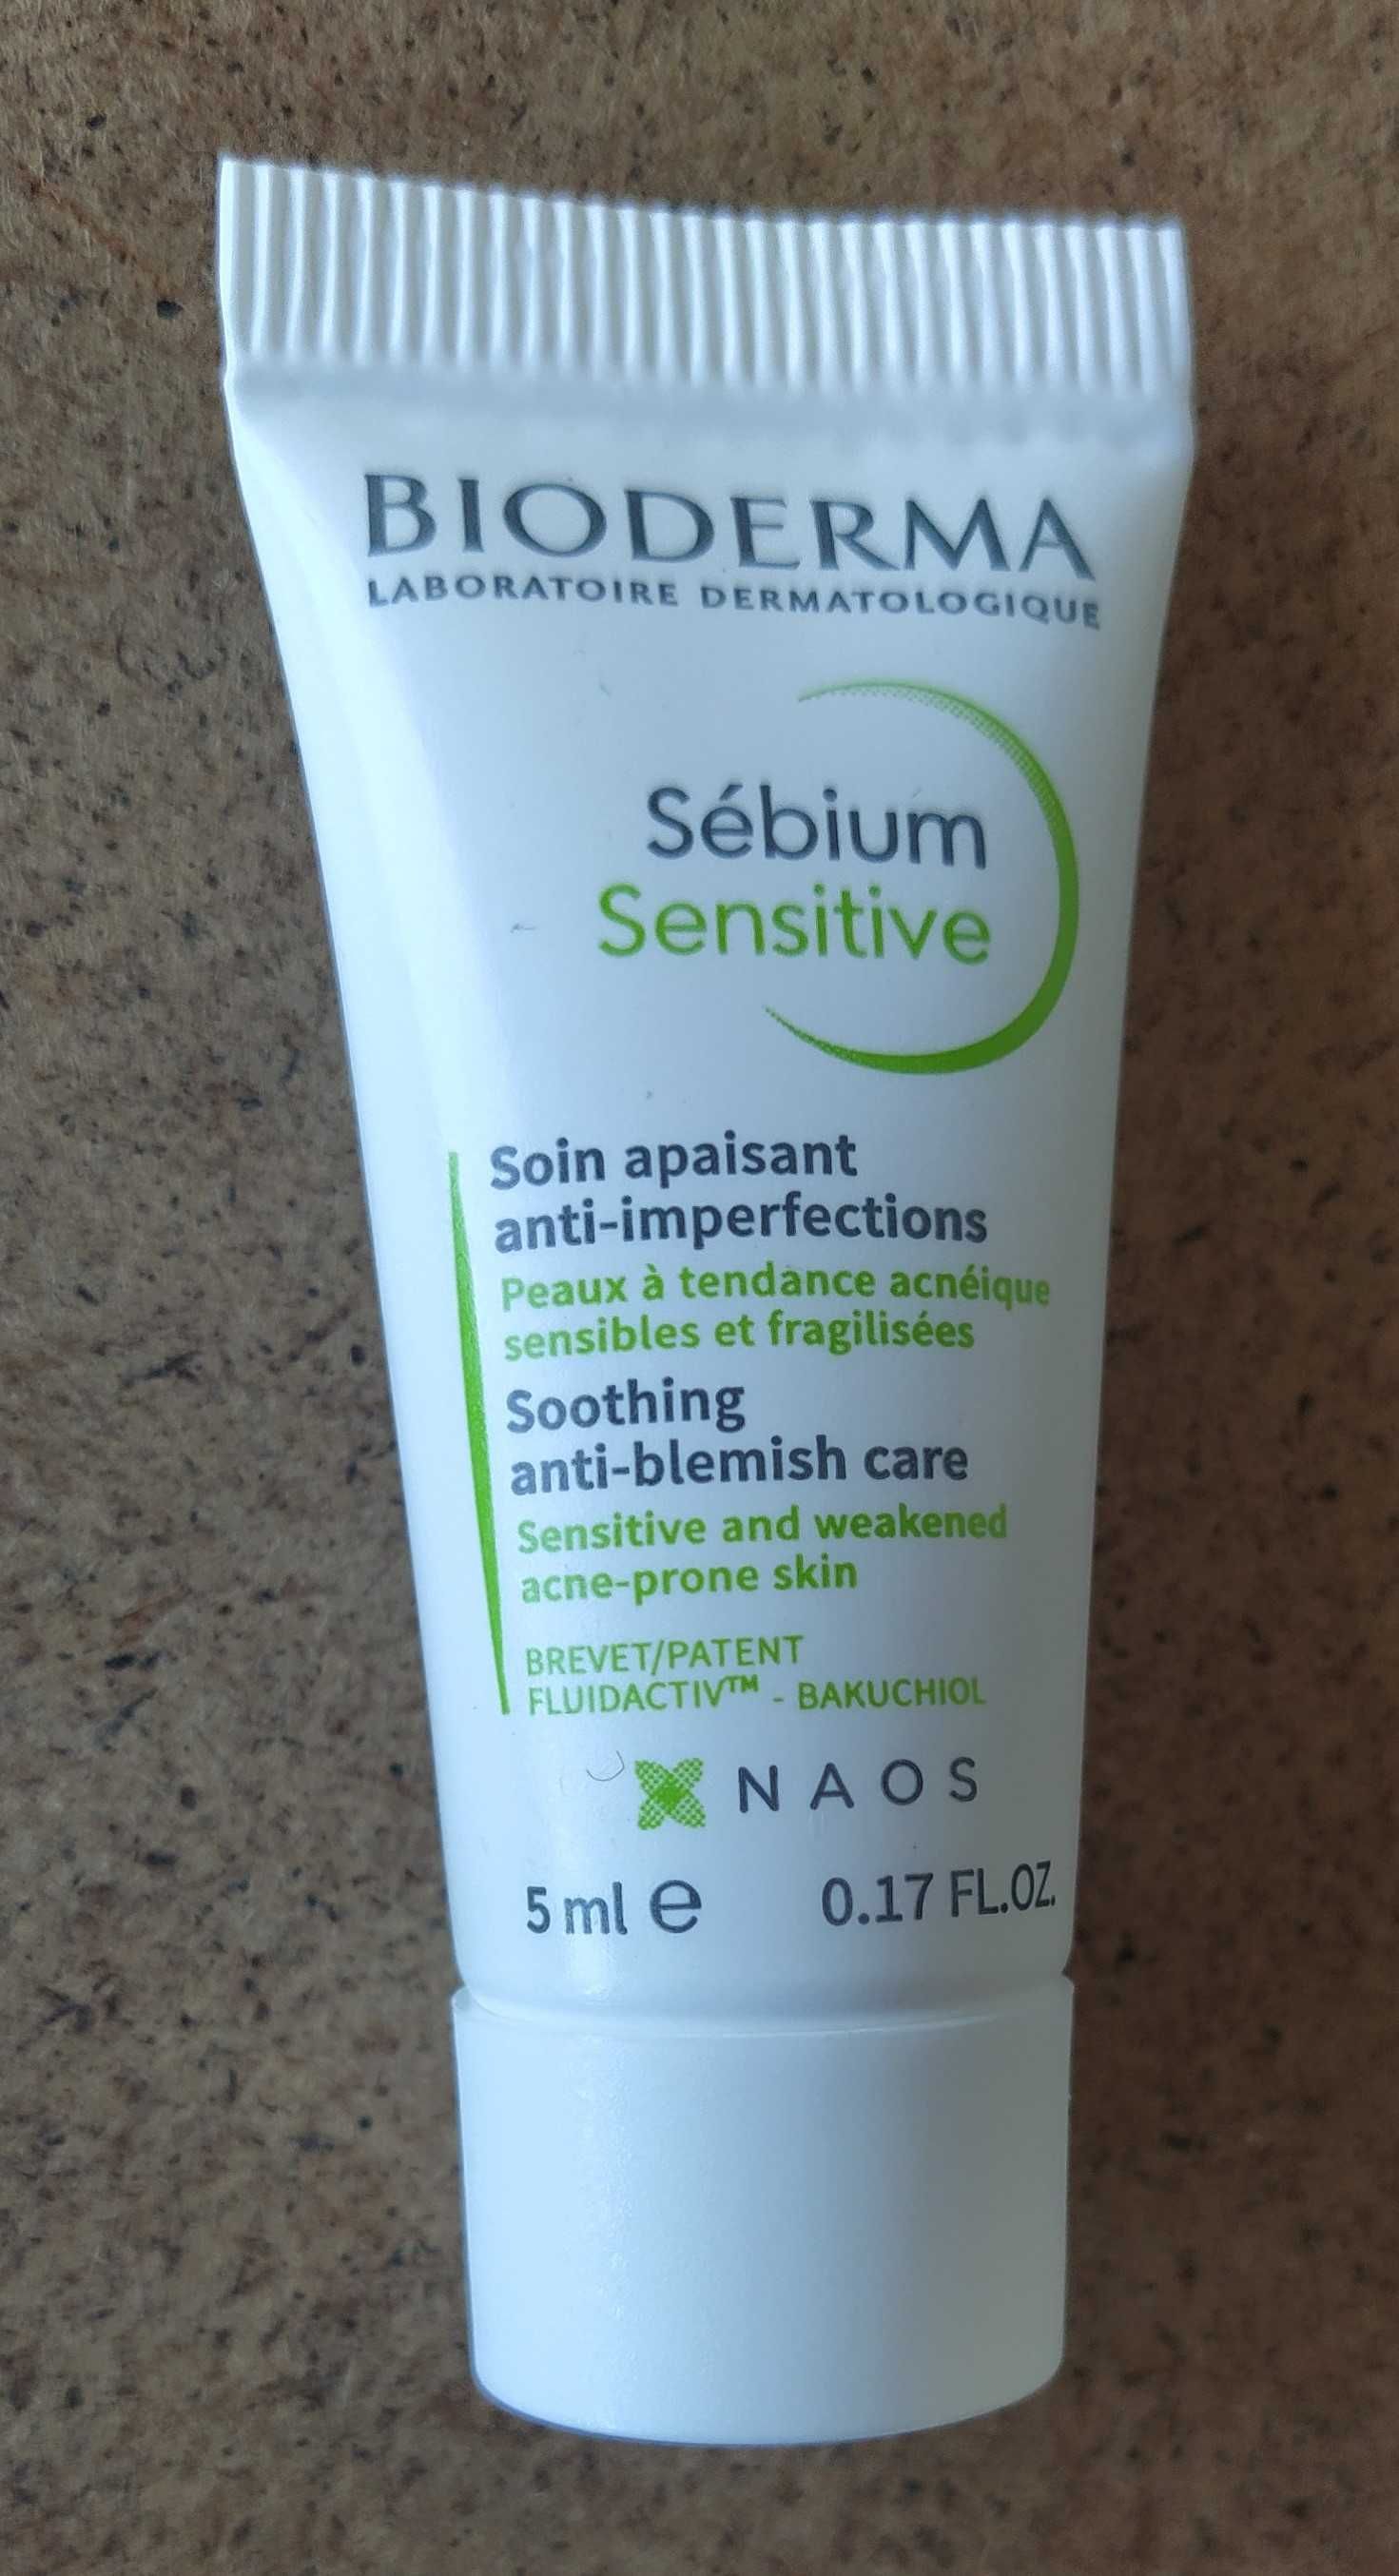 BIODERMA
LABORATOIRE DERMATOLOGIQUE
Sébium
Sensitive
Soin apaisant
anti-imperfections
Peaux à tendance acnéique
sensibles et fragilisées
Soothing
anti-blemish care
Sensitive and weakened
acne-prone skin
BREVET/PATENT
FLUIDACTIV™ - BAKUCHIOL
NAOS
5 ml e 0.17 FL.OZ.